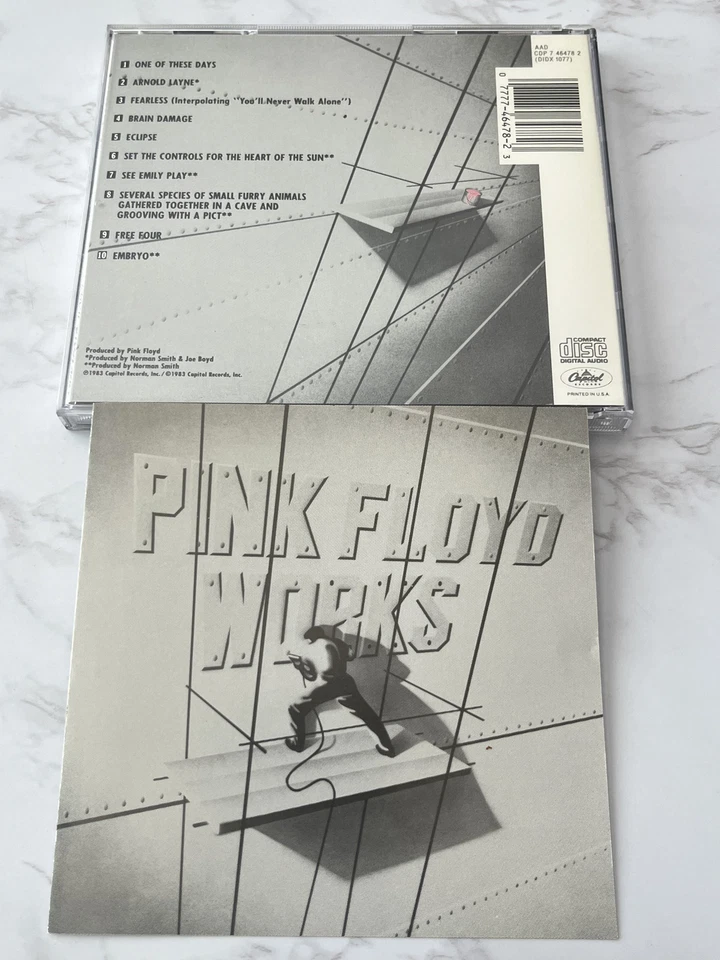 1 ONE OF THESE DAYS
2 ARNOLD LAYNE*
3 FEARLESS (Interpolating "You'll Never Walk Alone")
4 BRAIN DAMAGE
5 ECLIPSE
6 SET THE CONTROLS FOR THE HEART OF THE SUN**
7 SEE EMILY PLAY**
8 SEVERAL SPECIES OF SMALL FURRY ANIMALS
GATHERED TOGETHER IN A CAVE AND
GROOVING WITH A PICT**
9 FREE FOUR
10 EMBRYO**
Produced by Pink Floyd
*Produced by Norman Smith & Joe Boyd
**Produced by Norman Smith
℗1983 Capitol Records, Inc. / ©1983 Capitol Records, Inc.
AAD
CDP 7 46478 2
(DIDX 1077)
0 7777-46478-2 3
COMPACT
disc
DIGITAL AUDIO
Capitol
RECORDS
PRINTED IN U.S.A.
PINK FLOYD
WORKS